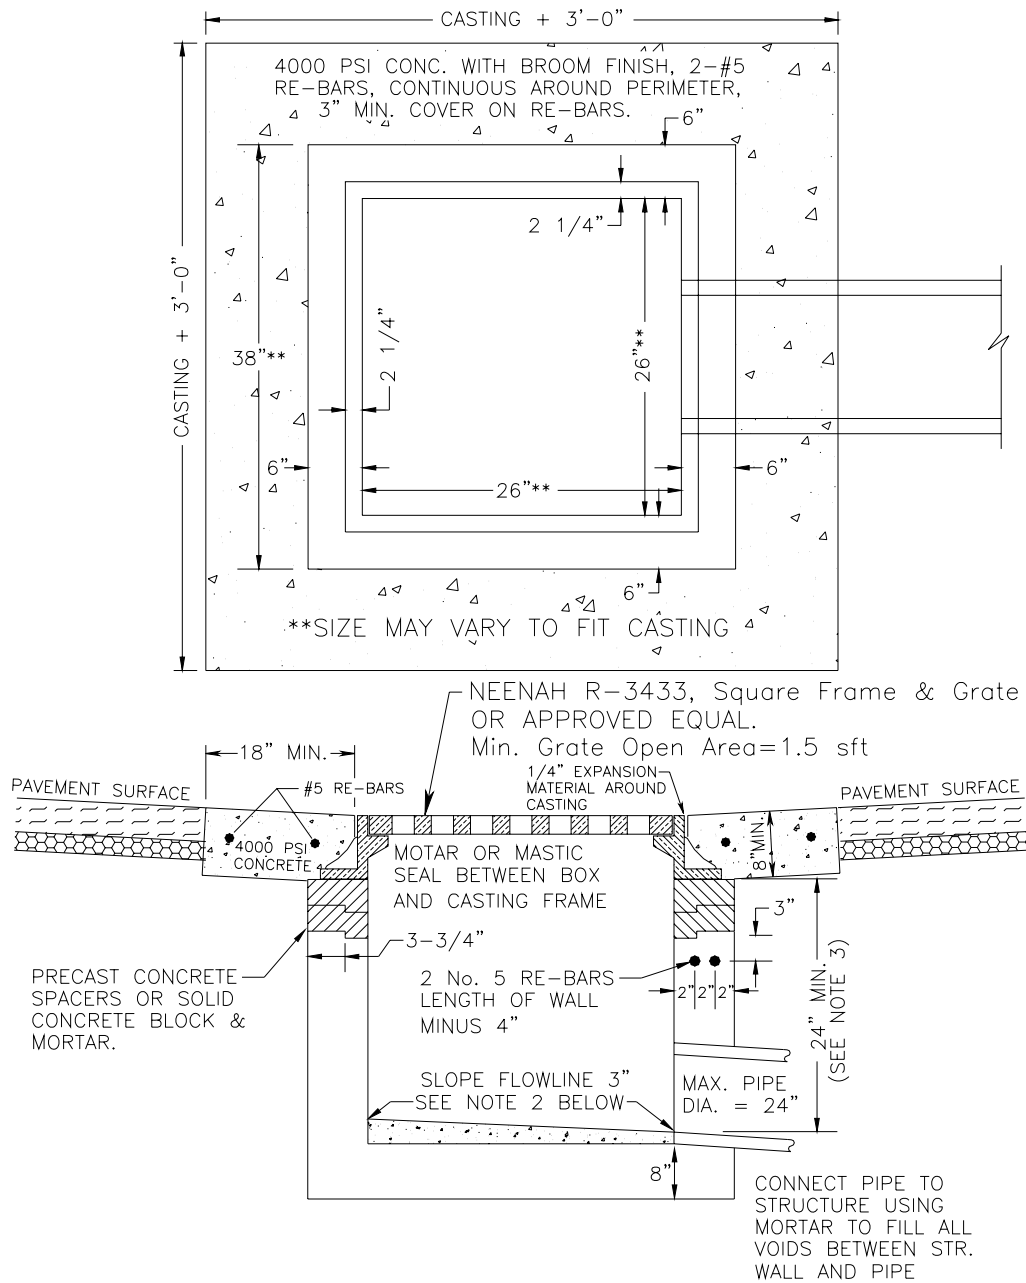 CASTING + 3'-0"
4000 PSI CONC. WITH BROOM FINISH, 2-#5
RE-BARS, CONTINUOUS AROUND PERIMETER,
3" MIN. COVER ON RE-BARS.
6"
2 1/4"
CASTING + 3'-0"
38"**
2 1/4"
26"**
6"
26"**
6"
6"
**SIZE MAY VARY TO FIT CASTING
NEENAH R-3433, Square Frame & Grate
OR APPROVED EQUAL.
Min. Grate Open Area=1.5 sft
18" MIN.
1/4" EXPANSION
MATERIAL AROUND
CASTING
PAVEMENT SURFACE
#5 RE-BARS
PAVEMENT SURFACE
4000 PSI
CONCRETE
8"MIN.
MOTAR OR MASTIC
SEAL BETWEEN BOX
AND CASTING FRAME
3"
3-3/4"
PRECAST CONCRETE
SPACERS OR SOLID
CONCRETE BLOCK &
MORTAR.
2 No. 5 RE-BARS
LENGTH OF WALL
MINUS 4"
2"
2"
2"
24" MIN.
(SEE NOTE 3)
SLOPE FLOWLINE 3"
SEE NOTE 2 BELOW
MAX. PIPE
DIA. = 24"
8"
CONNECT PIPE TO
STRUCTURE USING
MORTAR TO FILL ALL
VOIDS BETWEEN STR.
WALL AND PIPE